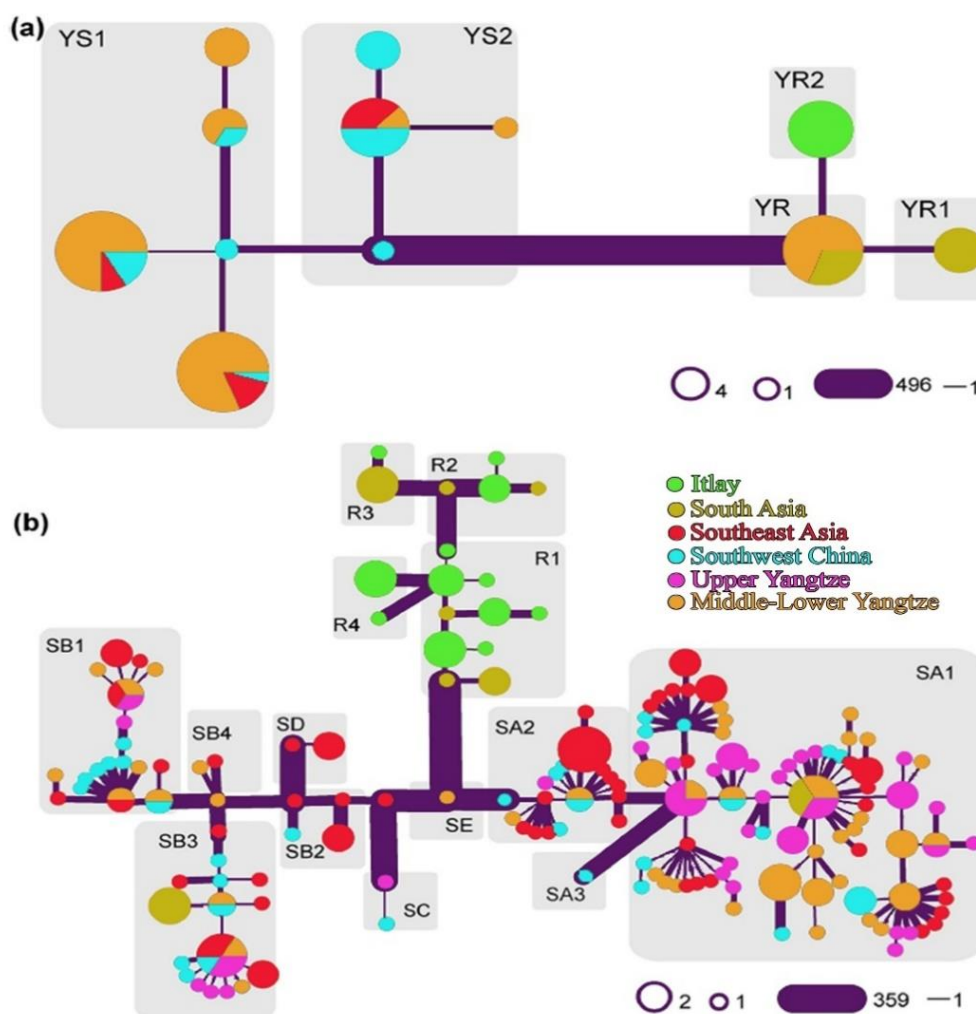 (a)
YS1
YS2
YR2
YR
YR1
4
1
496
1
(b)
R2
R3
R1
R4
Itlay
South Asia
Southeast Asia
Southwest China
Upper Yangtze
Middle-Lower Yangtze
SB1
SB4
SD
SA2
SA1
SB3
SB2
SE
SC
SA3
2
1
359
1